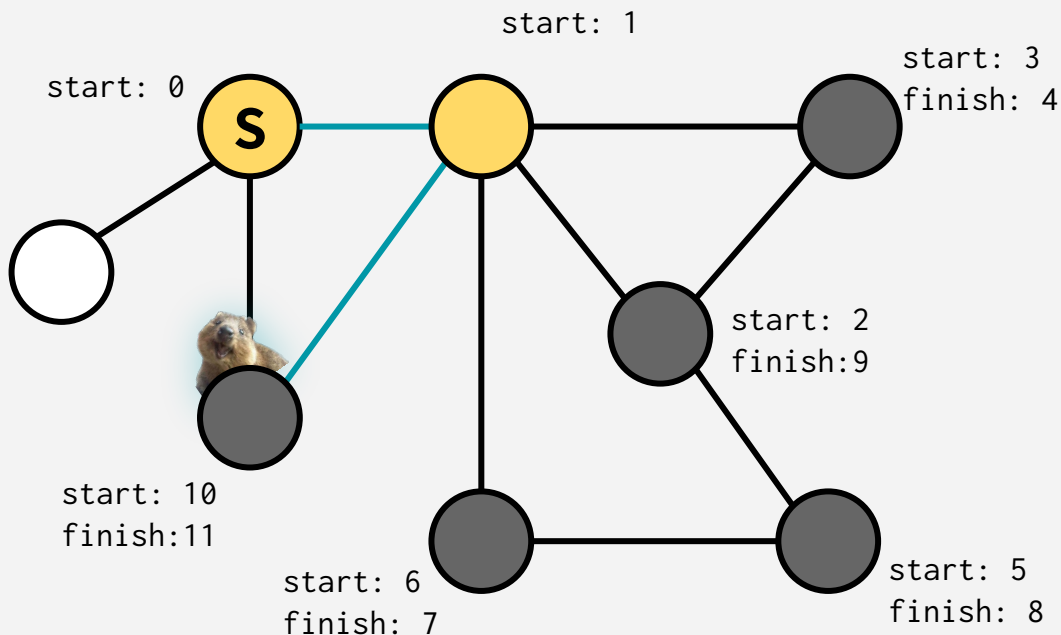 start: 1
start: 0
S
start: 3
finish: 4
start: 2
finish:9
start: 10
finish:11
start: 6
finish: 7
start: 5
finish: 8